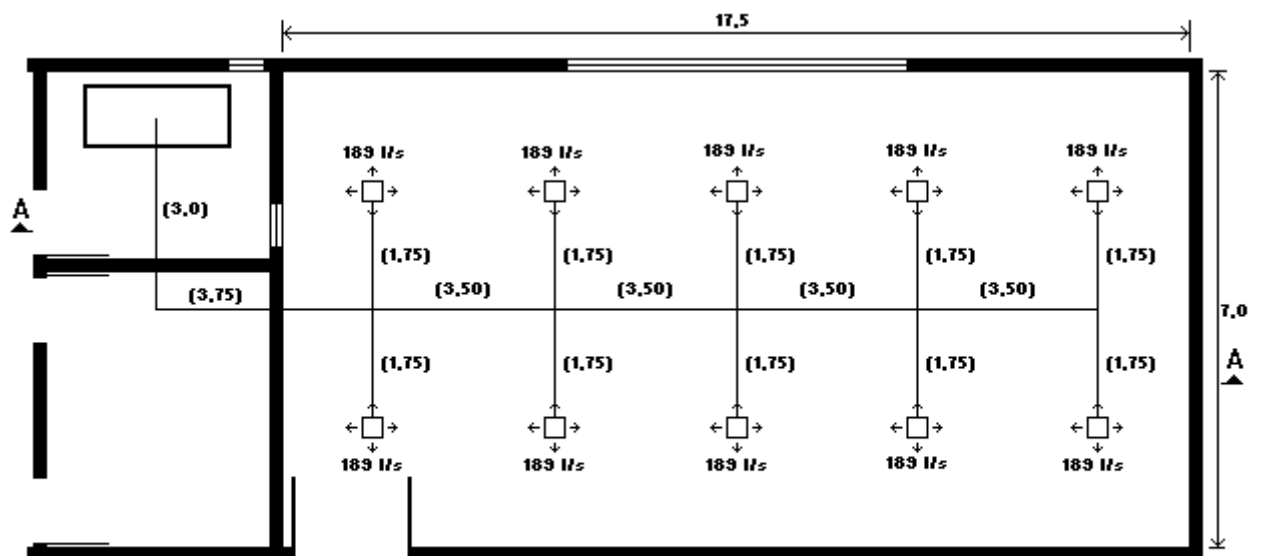 17,5
189 l/s 189 l/s 189 l/s 189 l/s 189 l/s
A
(3,0)
(1,75) (1,75) (1,75) (1,75) (1,75)
(3,75) (3,50) (3,50) (3,50) (3,50)
7,0
(1,75) (1,75) (1,75) (1,75) (1,75)
A
189 l/s 189 l/s 189 l/s 189 l/s 189 l/s